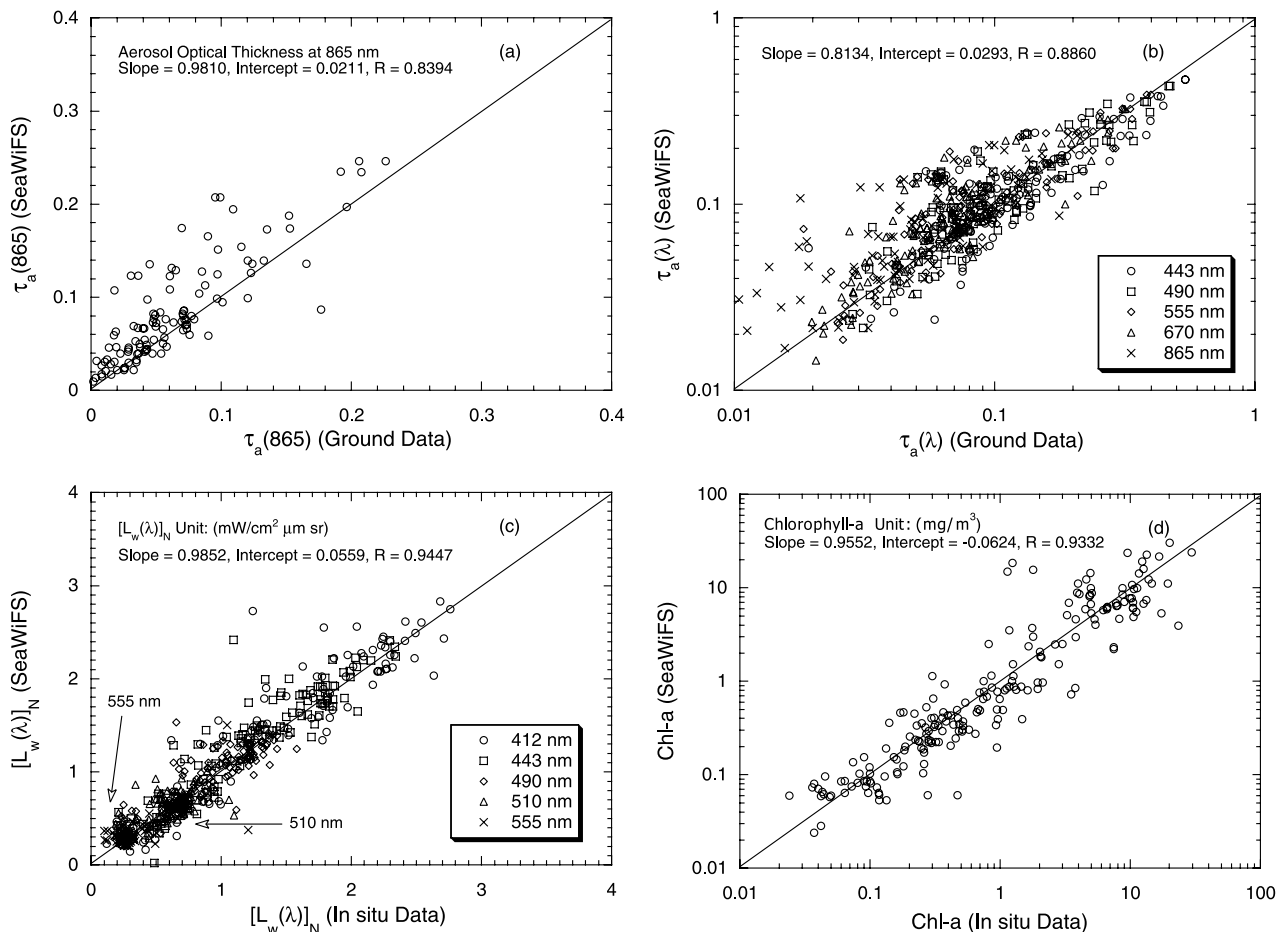 0.4
0.3
0.2
0.1
0
τa(865) (SeaWiFS)
Aerosol Optical Thickness at 865 nm
(a)
Slope = 0.9810, Intercept = 0.0211, R = 0.8394
0 0.1 0.2 0.3 0.4
τa(865) (Ground Data)
1
0.1
0.01
τa(λ) (SeaWiFS)
(b)
Slope = 0.8134, Intercept = 0.0293, R = 0.8860
443 nm
490 nm
555 nm
670 nm
865 nm
0.01 0.1 1
τa(λ) (Ground Data)
4
3
2
1
0
[Lw(λ)]N (SeaWiFS)
[Lw(λ)]N Unit: (mW/cm² μm sr)
(c)
Slope = 0.9852, Intercept = 0.0559, R = 0.9447
555 nm
510 nm
412 nm
443 nm
490 nm
510 nm
555 nm
0 1 2 3 4
[Lw(λ)]N (In situ Data)
100
10
1
0.1
0.01
Chl-a (SeaWiFS)
Chlorophyll-a Unit: (mg/m³)
(d)
Slope = 0.9552, Intercept = -0.0624, R = 0.9332
0.01 0.1 1 10 100
Chl-a (In situ Data)